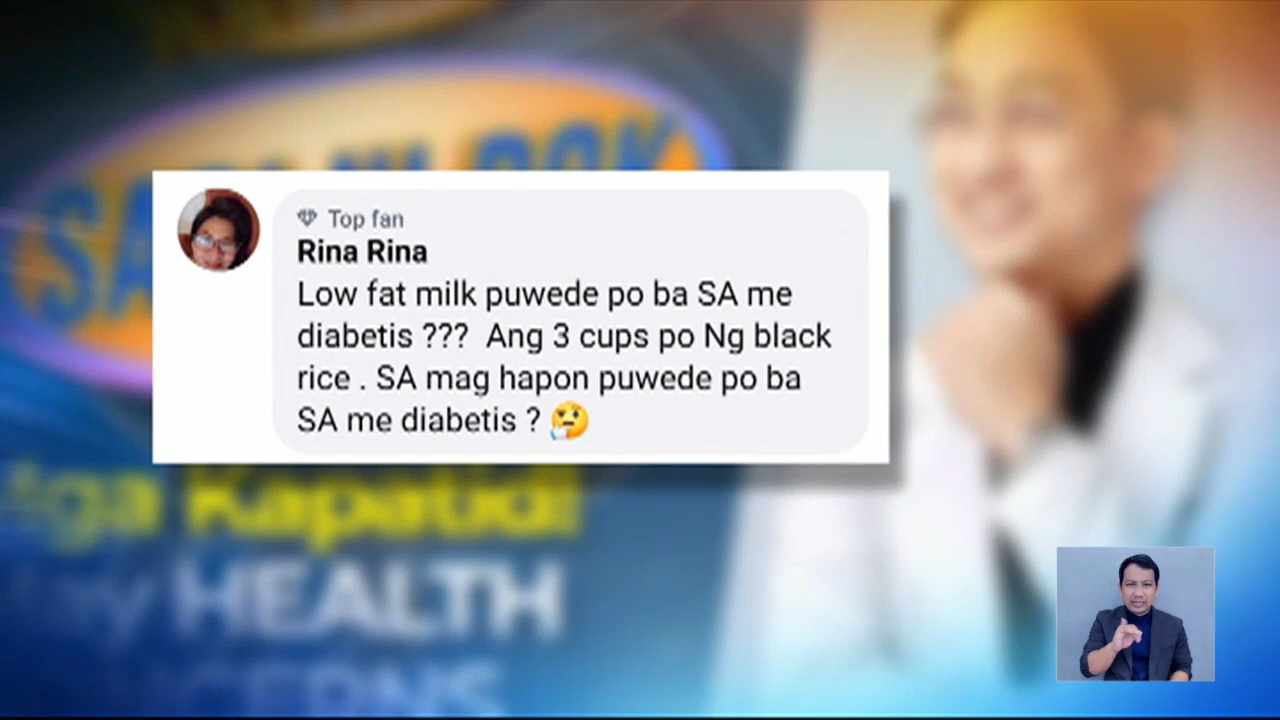 Top fan
Rina Rina
Low fat milk puwede po ba SA me
diabetis ??? Ang 3 cups po Ng black
rice . SA mag hapon puwede po ba
SA me diabetis ? 🤔
Kapatid!
HEALTH